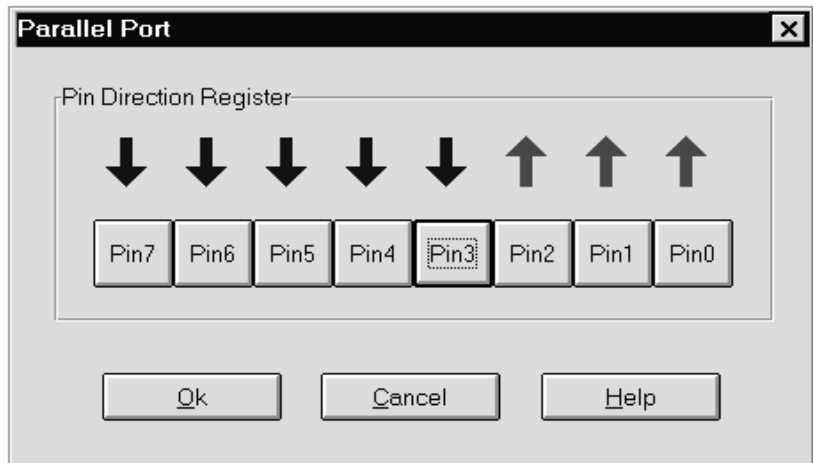 Parallel Port
Pin Direction Register
Pin7 Pin6 Pin5 Pin4 Pin3 Pin2 Pin1 Pin0
Ok Cancel Help